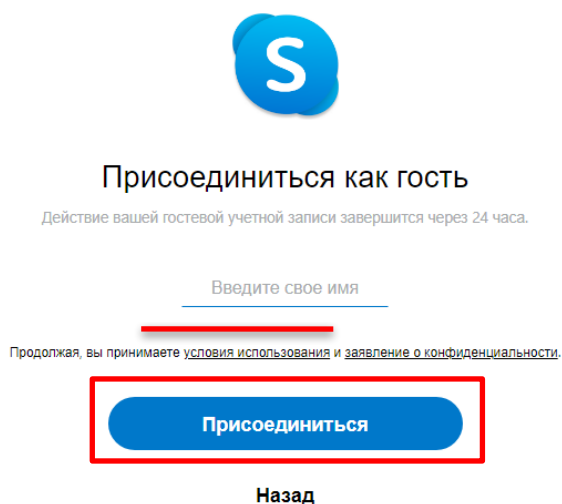 S
Присоединиться как гость
Действие вашей гостевой учетной записи завершится через 24 часа.
Введите свое имя
Продолжая, вы принимаете условия использования и заявление о конфиденциальности.
Присоединиться
Назад